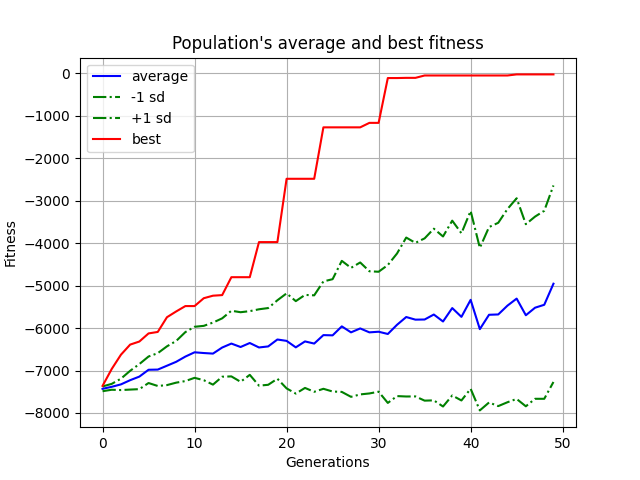 Population's average and best fitness
average
-1 sd
+1 sd
best
Fitness
0
−1000
−2000
−3000
−4000
−5000
−6000
−7000
−8000
0 10 20 30 40 50
Generations